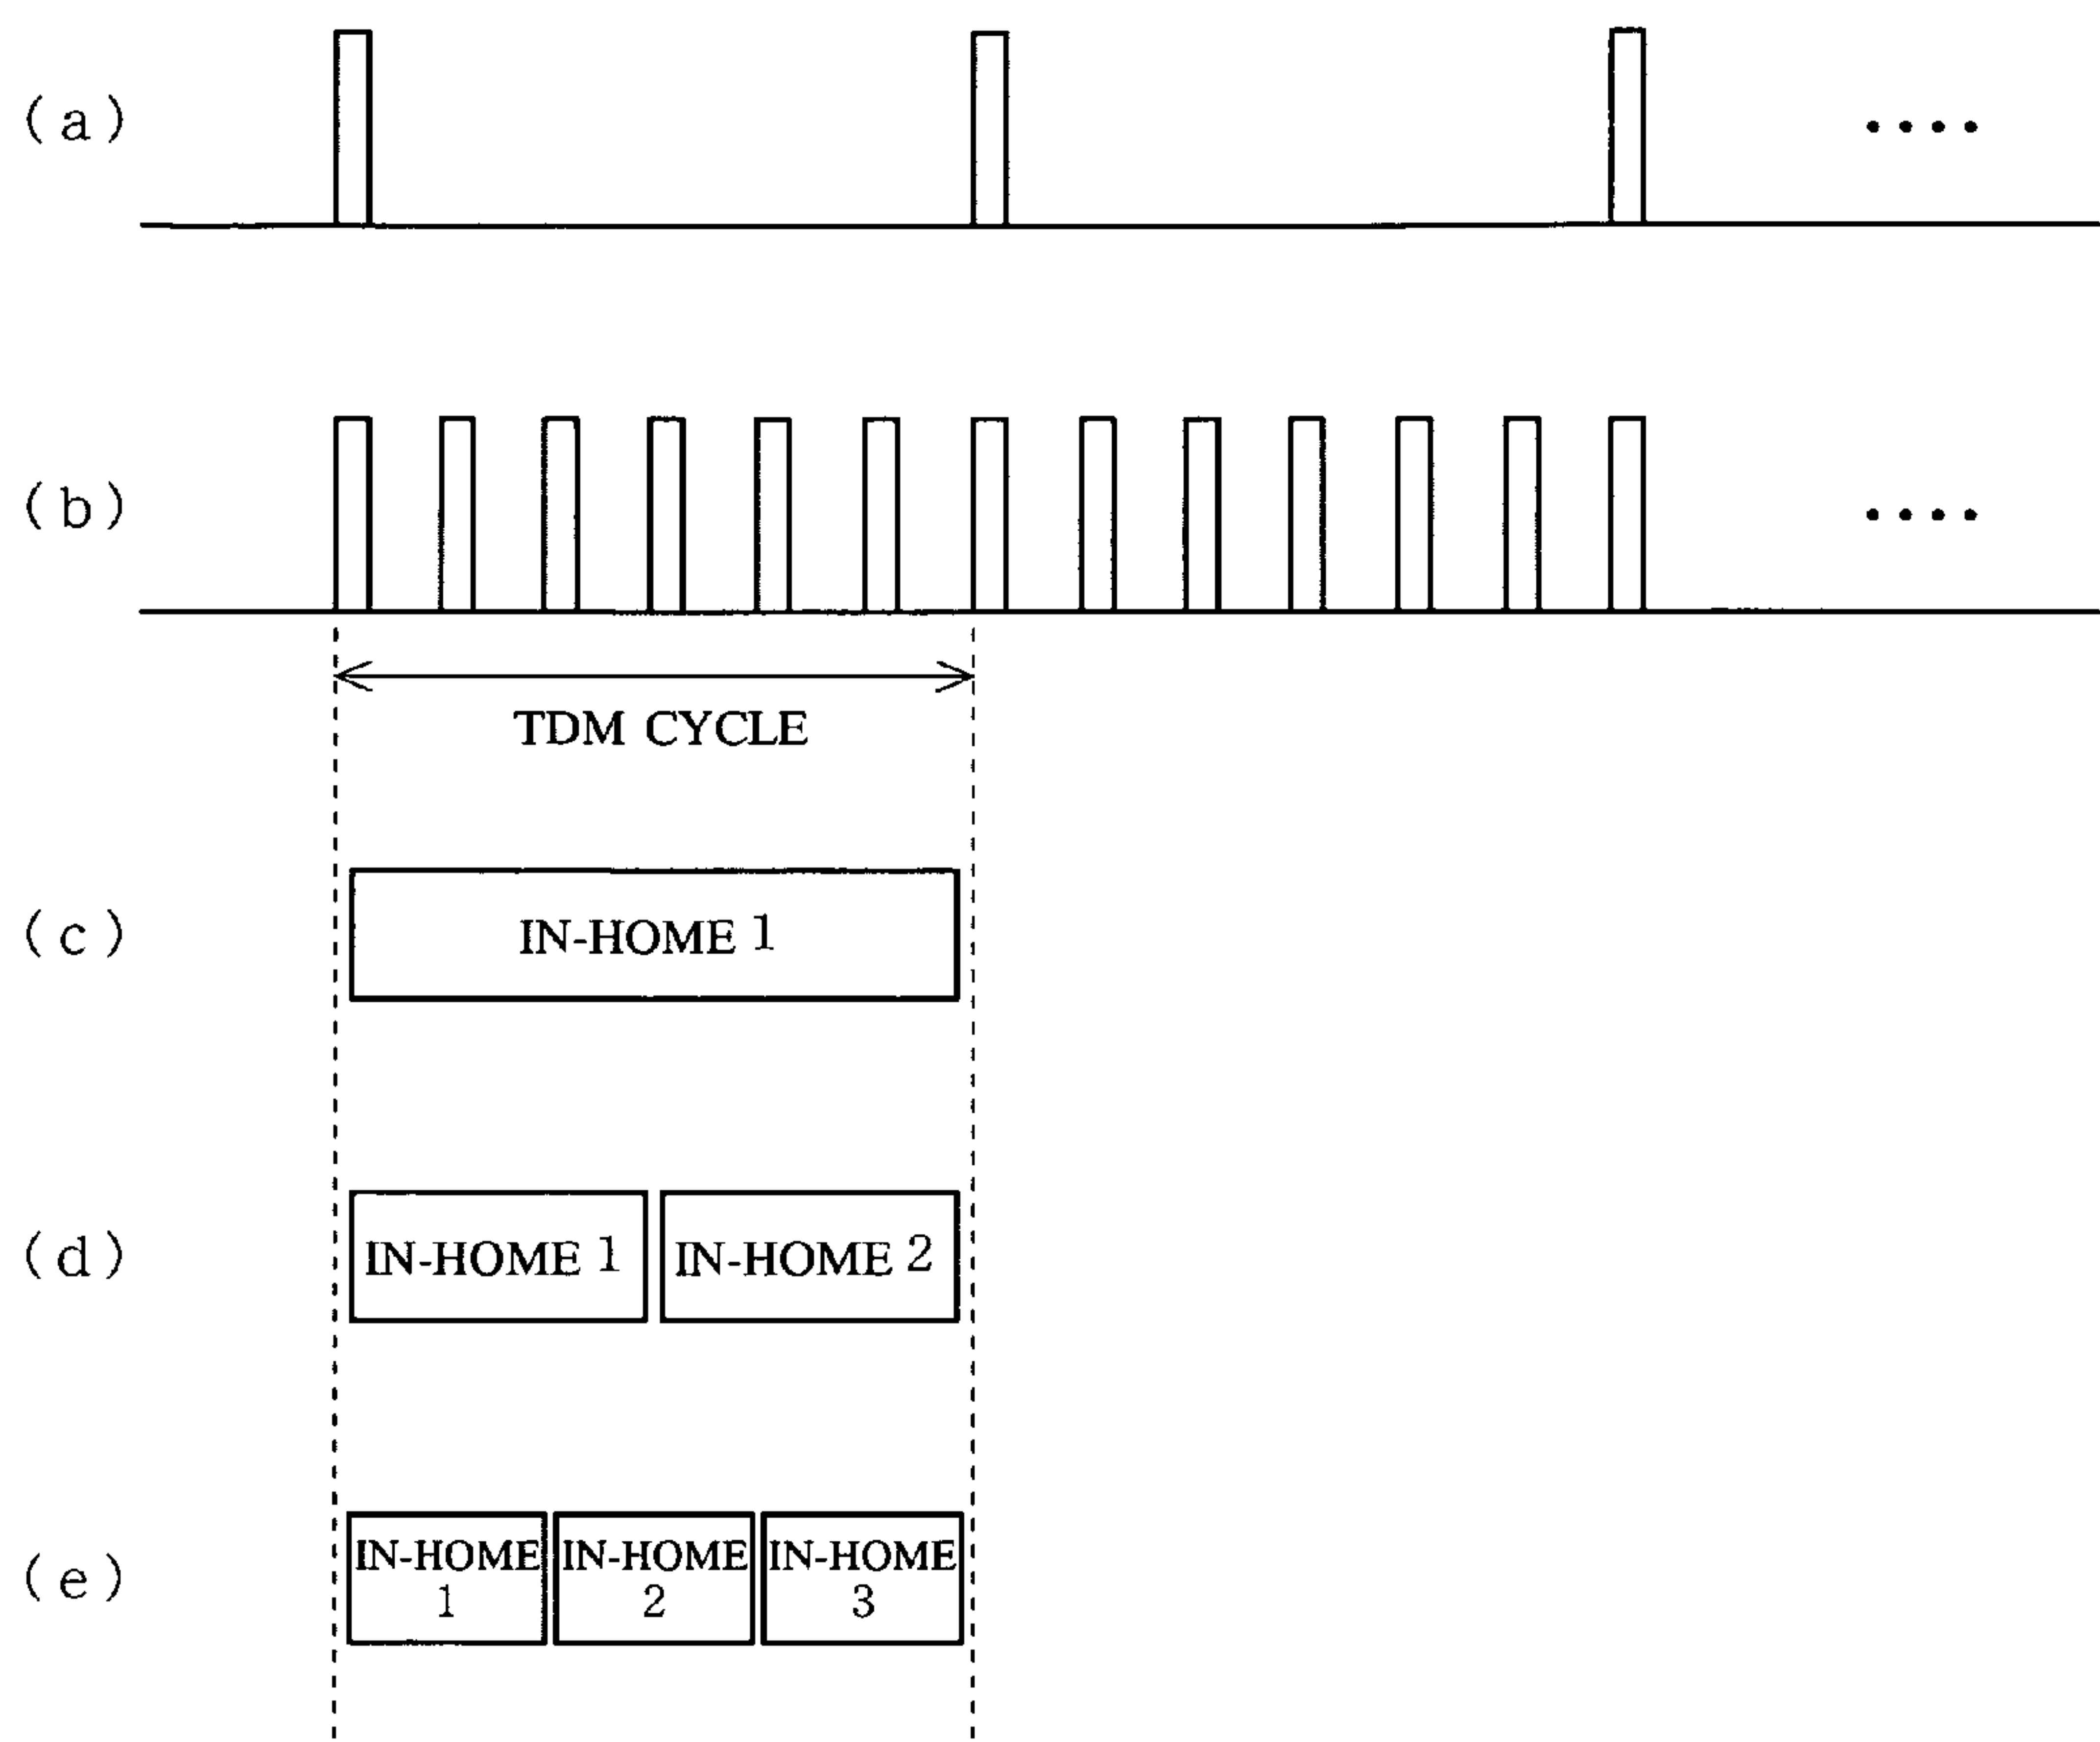 (a)
....
(b)
....
TDM CYCLE
(c)
IN-HOME 1
(d)
IN-HOME 1 IN-HOME 2
(e)
IN-HOME IN-HOME IN-HOME
1 2 3